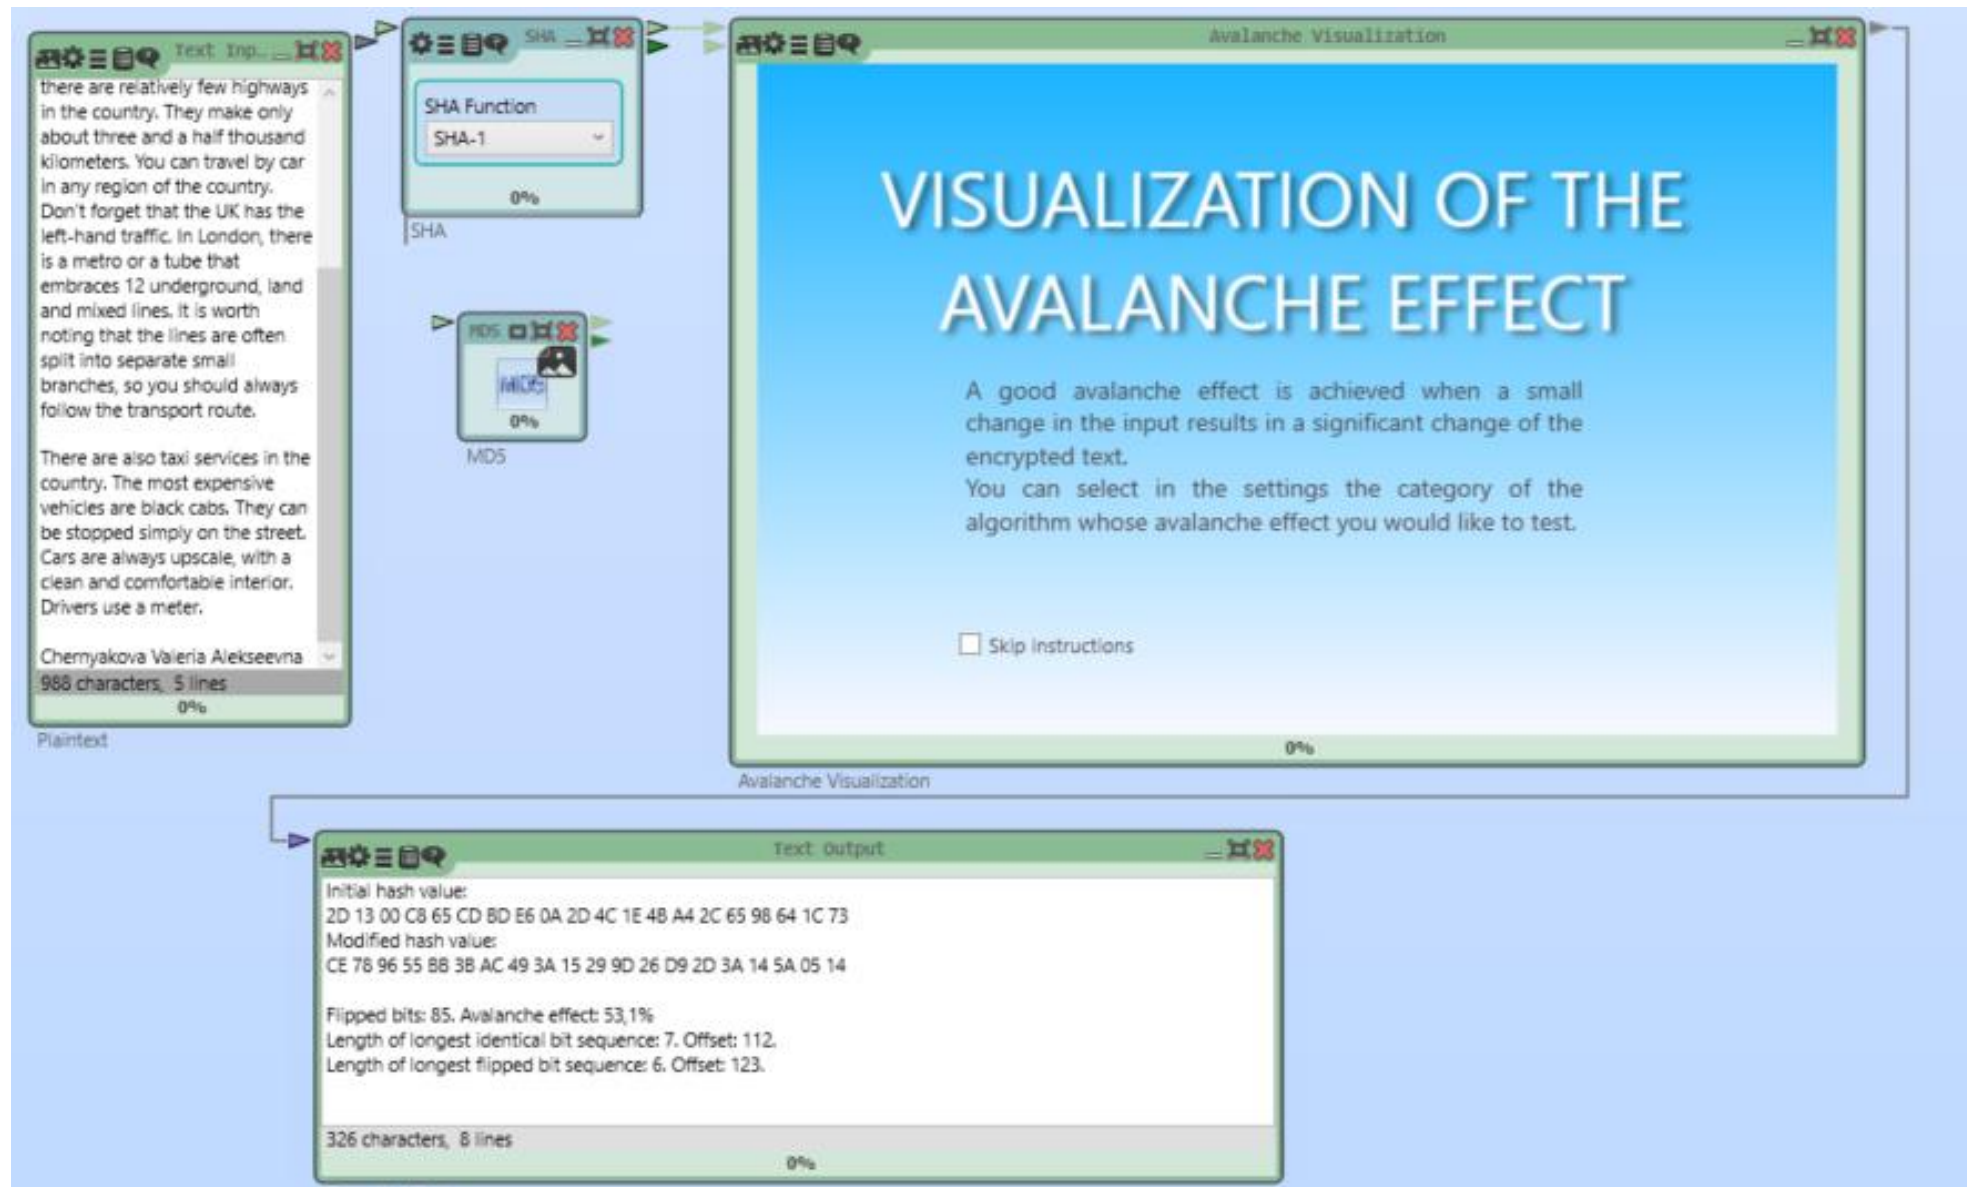 Text Inp...
there are relatively few highways
in the country. They make only
about three and a half thousand
kilometers. You can travel by car
in any region of the country.
Don't forget that the UK has the
left-hand traffic. In London, there
is a metro or a tube that
embraces 12 underground, land
and mixed lines. It is worth
noting that the lines are often
split into separate small
branches, so you should always
follow the transport route.
There are also taxi services in the
country. The most expensive
vehicles are black cabs. They can
be stopped simply on the street.
Cars are always upscale, with a
clean and comfortable interior.
Drivers use a meter.
Chernyakova Valeria Alekseevna
988 characters, 5 lines
0%
Plaintext
SHA
SHA Function
SHA-1
0%
SHA
MD5
MD5
0%
MD5
Avalanche Visualization
VISUALIZATION OF THE
AVALANCHE EFFECT
A good avalanche effect is achieved when a small
change in the input results in a significant change of the
encrypted text.
You can select in the settings the category of the
algorithm whose avalanche effect you would like to test.
Skip instructions
0%
Avalanche Visualization
Text Output
Initial hash value:
2D 13 00 C8 65 CD BD E6 0A 2D 4C 1E 4B A4 2C 65 98 64 1C 73
Modified hash value:
CE 78 96 55 BB 3B AC 49 3A 15 29 9D 26 D9 2D 3A 14 5A 05 14
Flipped bits: 85. Avalanche effect: 53,1%
Length of longest identical bit sequence: 7. Offset: 112.
Length of longest flipped bit sequence: 6. Offset: 123.
326 characters, 8 lines
0%